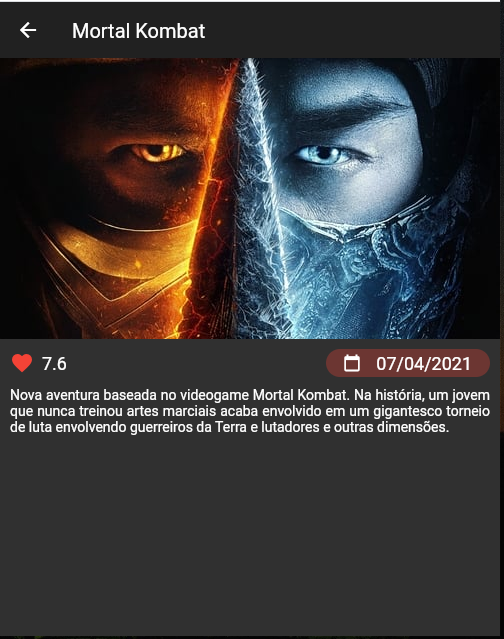 Mortal Kombat
7.6
07/04/2021
Nova aventura baseada no videogame Mortal Kombat. Na história, um jovem
que nunca treinou artes marciais acaba envolvido em um gigantesco torneio
de luta envolvendo guerreiros da Terra e lutadores e outras dimensões.